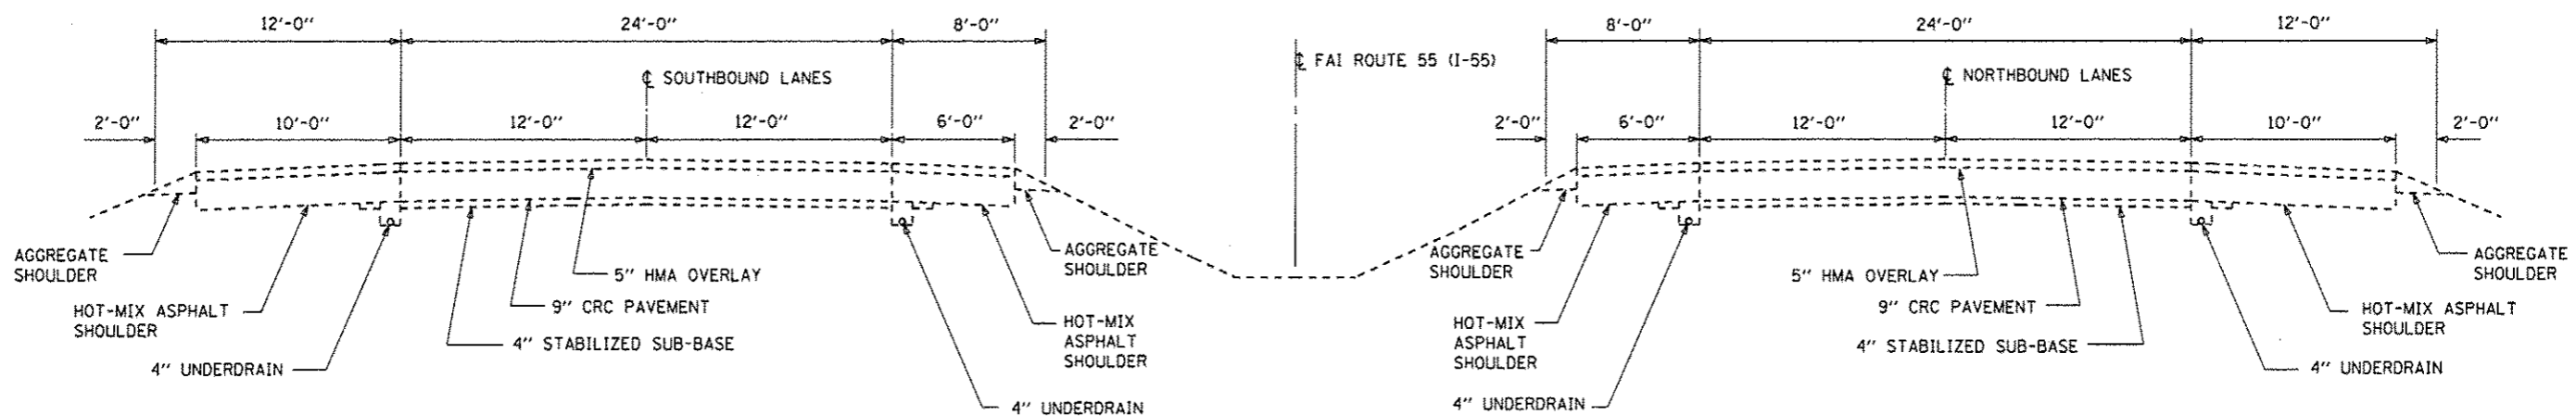 12'-0" 24'-0" 8'-0" 8'-0" 24'-0" 12'-0"
℄ SOUTHBOUND LANES
℄ FAI ROUTE 55 (I-55)
℄ NORTHBOUND LANES
2'-0" 10'-0" 12'-0" 12'-0" 6'-0" 2'-0" 2'-0" 6'-0" 12'-0" 12'-0" 10'-0" 2'-0"
AGGREGATE
SHOULDER
HOT-MIX ASPHALT
SHOULDER
4" UNDERDRAIN
5" HMA OVERLAY
9" CRC PAVEMENT
4" STABILIZED SUB-BASE
AGGREGATE
SHOULDER
HOT-MIX
ASPHALT
SHOULDER
4" UNDERDRAIN
AGGREGATE
SHOULDER
HOT-MIX
ASPHALT
SHOULDER
4" UNDERDRAIN
5" HMA OVERLAY
9" CRC PAVEMENT
4" STABILIZED SUB-BASE
AGGREGATE
SHOULDER
HOT-MIX ASPHALT
SHOULDER
4" UNDERDRAIN